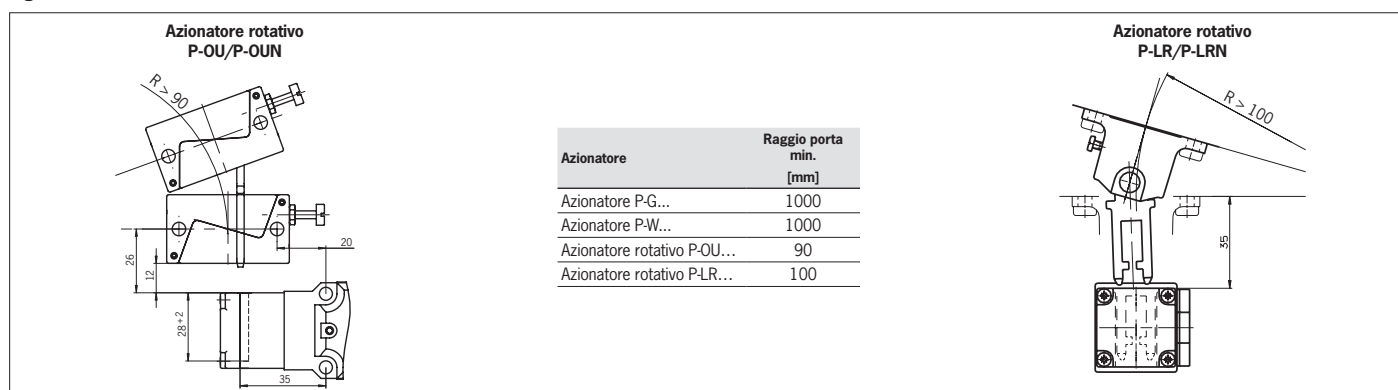 Azionatore rotativo
P-OU/P-OUN
R > 90
20
26
12
28+2
35
Azionatore
Raggio porta
min.
[mm]
Azionatore P-G...
1000
Azionatore P-W...
1000
Azionatore rotativo P-OU...
90
Azionatore rotativo P-LR...
100
Azionatore rotativo
P-LR/P-LRN
R > 100
35